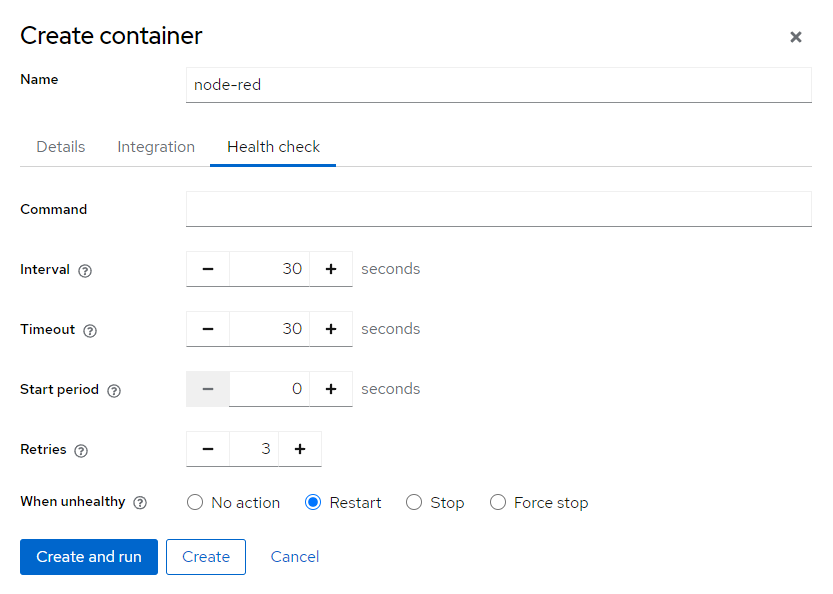 Create container
Name
node-red
Details Integration Health check
Command
Interval 30 seconds
Timeout 30 seconds
Start period 0 seconds
Retries 3
When unhealthy No action Restart Stop Force stop
Create and run Create Cancel